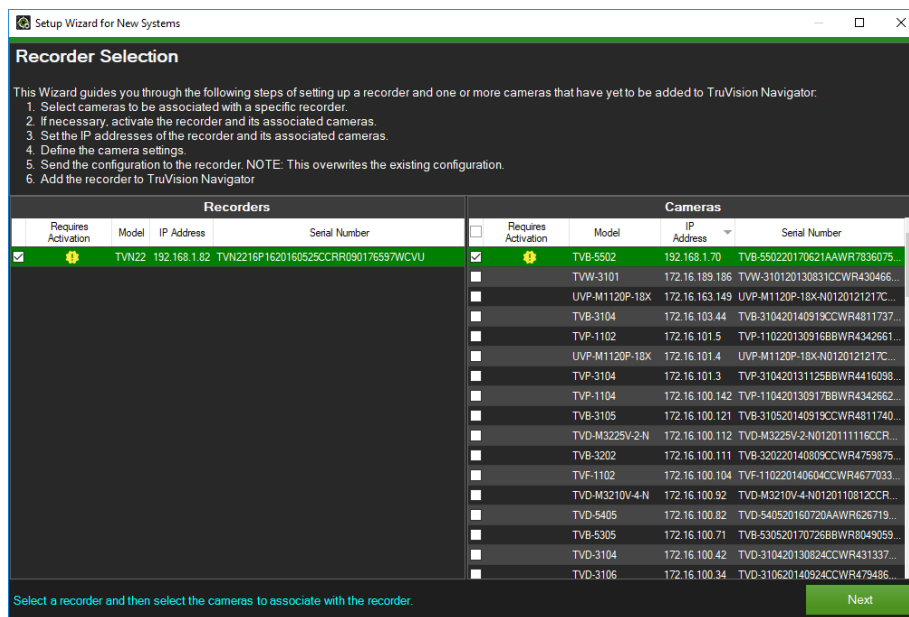 Setup Wizard for New Systems
Recorder Selection
This Wizard guides you through the following steps of setting up a recorder and one or more cameras that have yet to be added to TruVision Navigator:
1. Select cameras to be associated with a specific recorder.
2. If necessary, activate the recorder and its associated cameras.
3. Set the IP addresses of the recorder and its associated cameras.
4. Define the camera settings.
5. Send the configuration to the recorder. NOTE: This overwrites the existing configuration.
6. Add the recorder to TruVision Navigator
Recorders
Requires Activation Model IP Address Serial Number
TVN22 192.168.1.82 TVN2216P1620160525CCRR090176597WCVU
Cameras
Requires Activation Model IP Address Serial Number
TVB-5502 192.168.1.70 TVB-550220170621AAWR7836075...
TVW-3101 172.16.189.186 TVW-310120130831CCWR430466...
UVP-M1120P-18X 172.16.163.149 UVP-M1120P-18X-N0120121217C...
TVB-3104 172.16.103.44 TVB-310420140919CCWR4811737...
TVP-1102 172.16.101.5 TVP-110220130916BBWR4342661...
UVP-M1120P-18X 172.16.101.4 UVP-M1120P-18X-N0120121217C...
TVP-3104 172.16.101.3 TVP-310420131125BBWR4416098...
TVP-1104 172.16.100.142 TVP-110420130917BBWR4342662...
TVB-3105 172.16.100.121 TVB-310520140919CCWR4811740...
TVD-M3225V-2-N 172.16.100.112 TVD-M3225V-2-N0120111116CCR...
TVB-3202 172.16.100.111 TVB-320220140809CCWR4759875...
TVF-1102 172.16.100.104 TVF-110220140604CCWR4677033...
TVD-M3210V-4-N 172.16.100.92 TVD-M3210V-4-N0120110812CCR...
TVD-5405 172.16.100.82 TVD-540520160720AAWR626719...
TVB-5305 172.16.100.71 TVB-530520170726BBWR8049059...
TVD-3104 172.16.100.42 TVD-310420130824CCWR431337...
TVD-3106 172.16.100.34 TVD-310620140924CCWR479486...
Select a recorder and then select the cameras to associate with the recorder.
Next